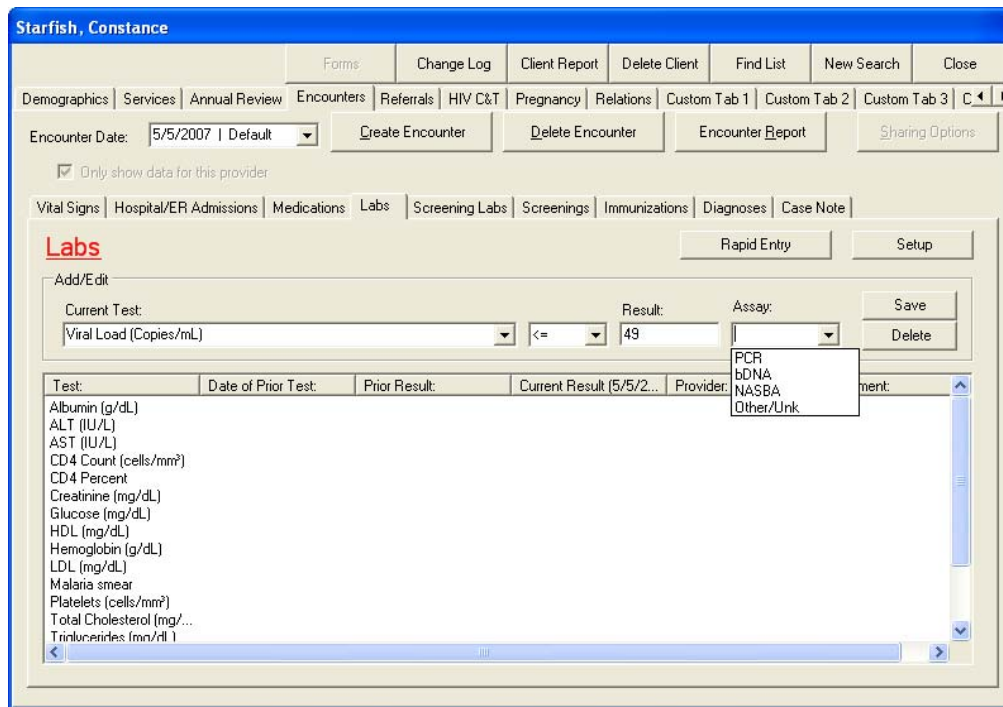 Starfish, Constance
Forms Change Log Client Report Delete Client Find List New Search Close
Demographics Services Annual Review Encounters Referrals HIV C&T Pregnancy Relations Custom Tab 1 Custom Tab 2 Custom Tab 3 C
Encounter Date: 5/5/2007 | Default Create Encounter Delete Encounter Encounter Report Sharing Options
Only show data for this provider
Vital Signs Hospital/ER Admissions Medications Labs Screening Labs Screenings Immunizations Diagnoses Case Note
Labs Rapid Entry Setup
Add/Edit
Current Test: Result: Assay: Save
Viral Load (Copies/mL) <= 49 Delete
PCR
bDNA
NASBA
Other/Unk
Test: Date of Prior Test: Prior Result: Current Result (5/5/2... Provider: ment:
Albumin (g/dL)
ALT (IU/L)
AST (IU/L)
CD4 Count (cells/mm³)
CD4 Percent
Creatinine (mg/dL)
Glucose (mg/dL)
HDL (mg/dL)
Hemoglobin (g/dL)
LDL (mg/dL)
Malaria smear
Platelets (cells/mm³)
Total Cholesterol (mg/...
Triglycerides (mg/dL)